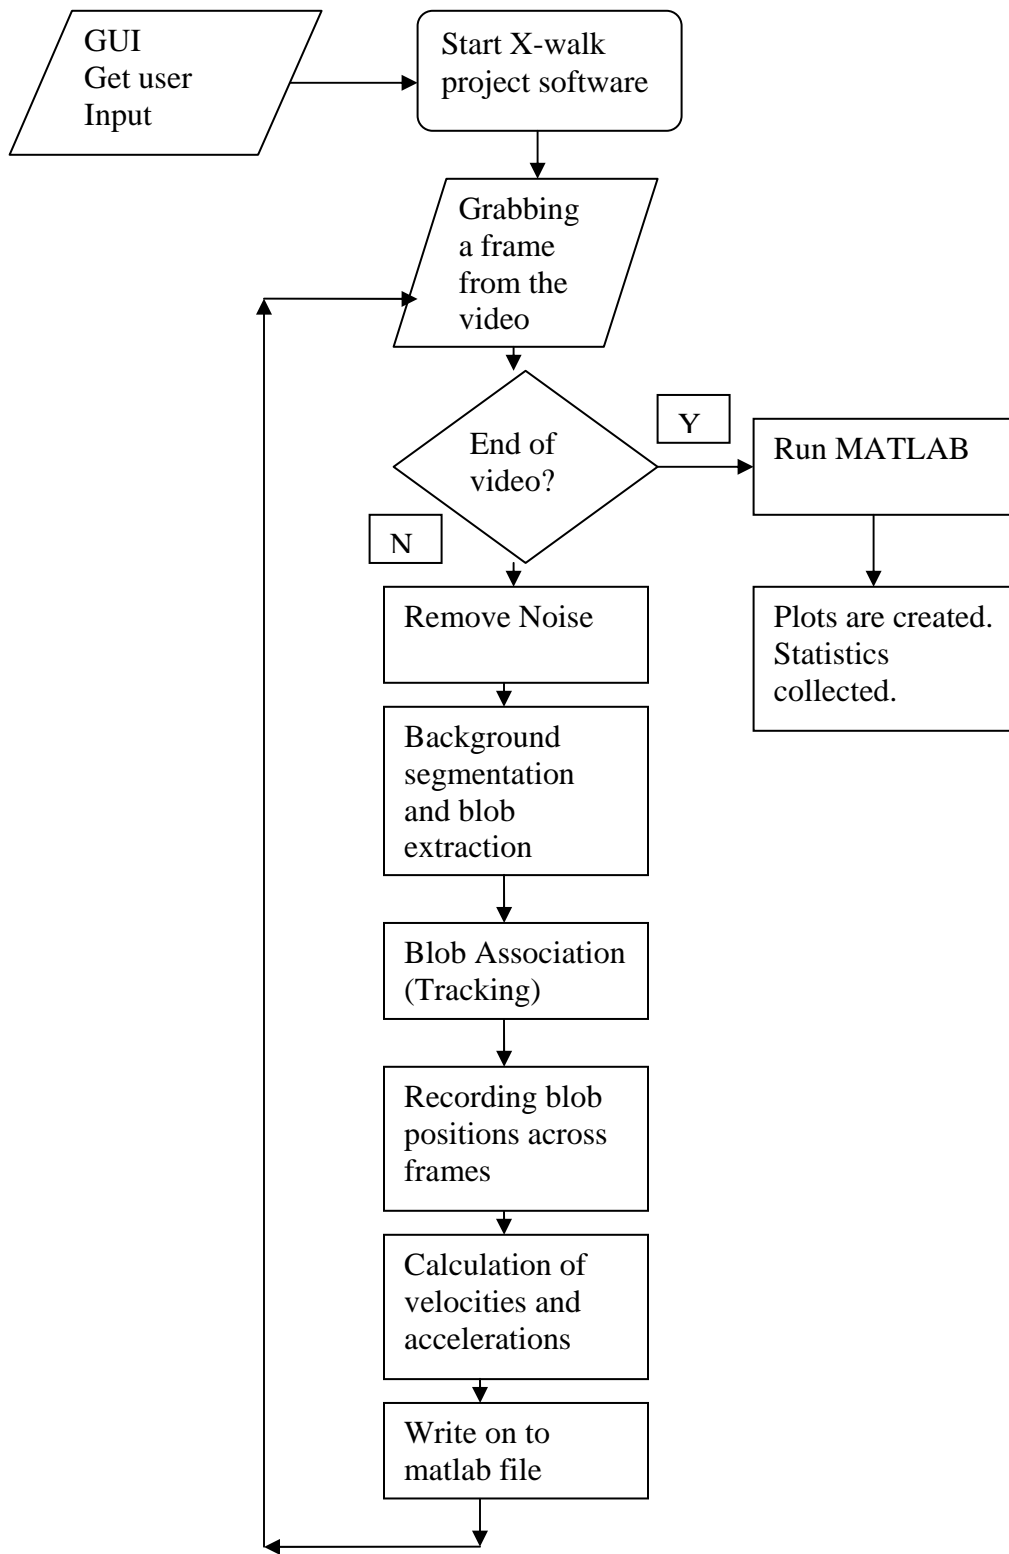 GUI
Get user
Input
Start X-walk
project software
Grabbing
a frame
from the
video
End of
video?
Y
Run MATLAB
N
Plots are created.
Statistics
collected.
Remove Noise
Background
segmentation
and blob
extraction
Blob Association
(Tracking)
Recording blob
positions across
frames
Calculation of
velocities and
accelerations
Write on to
matlab file